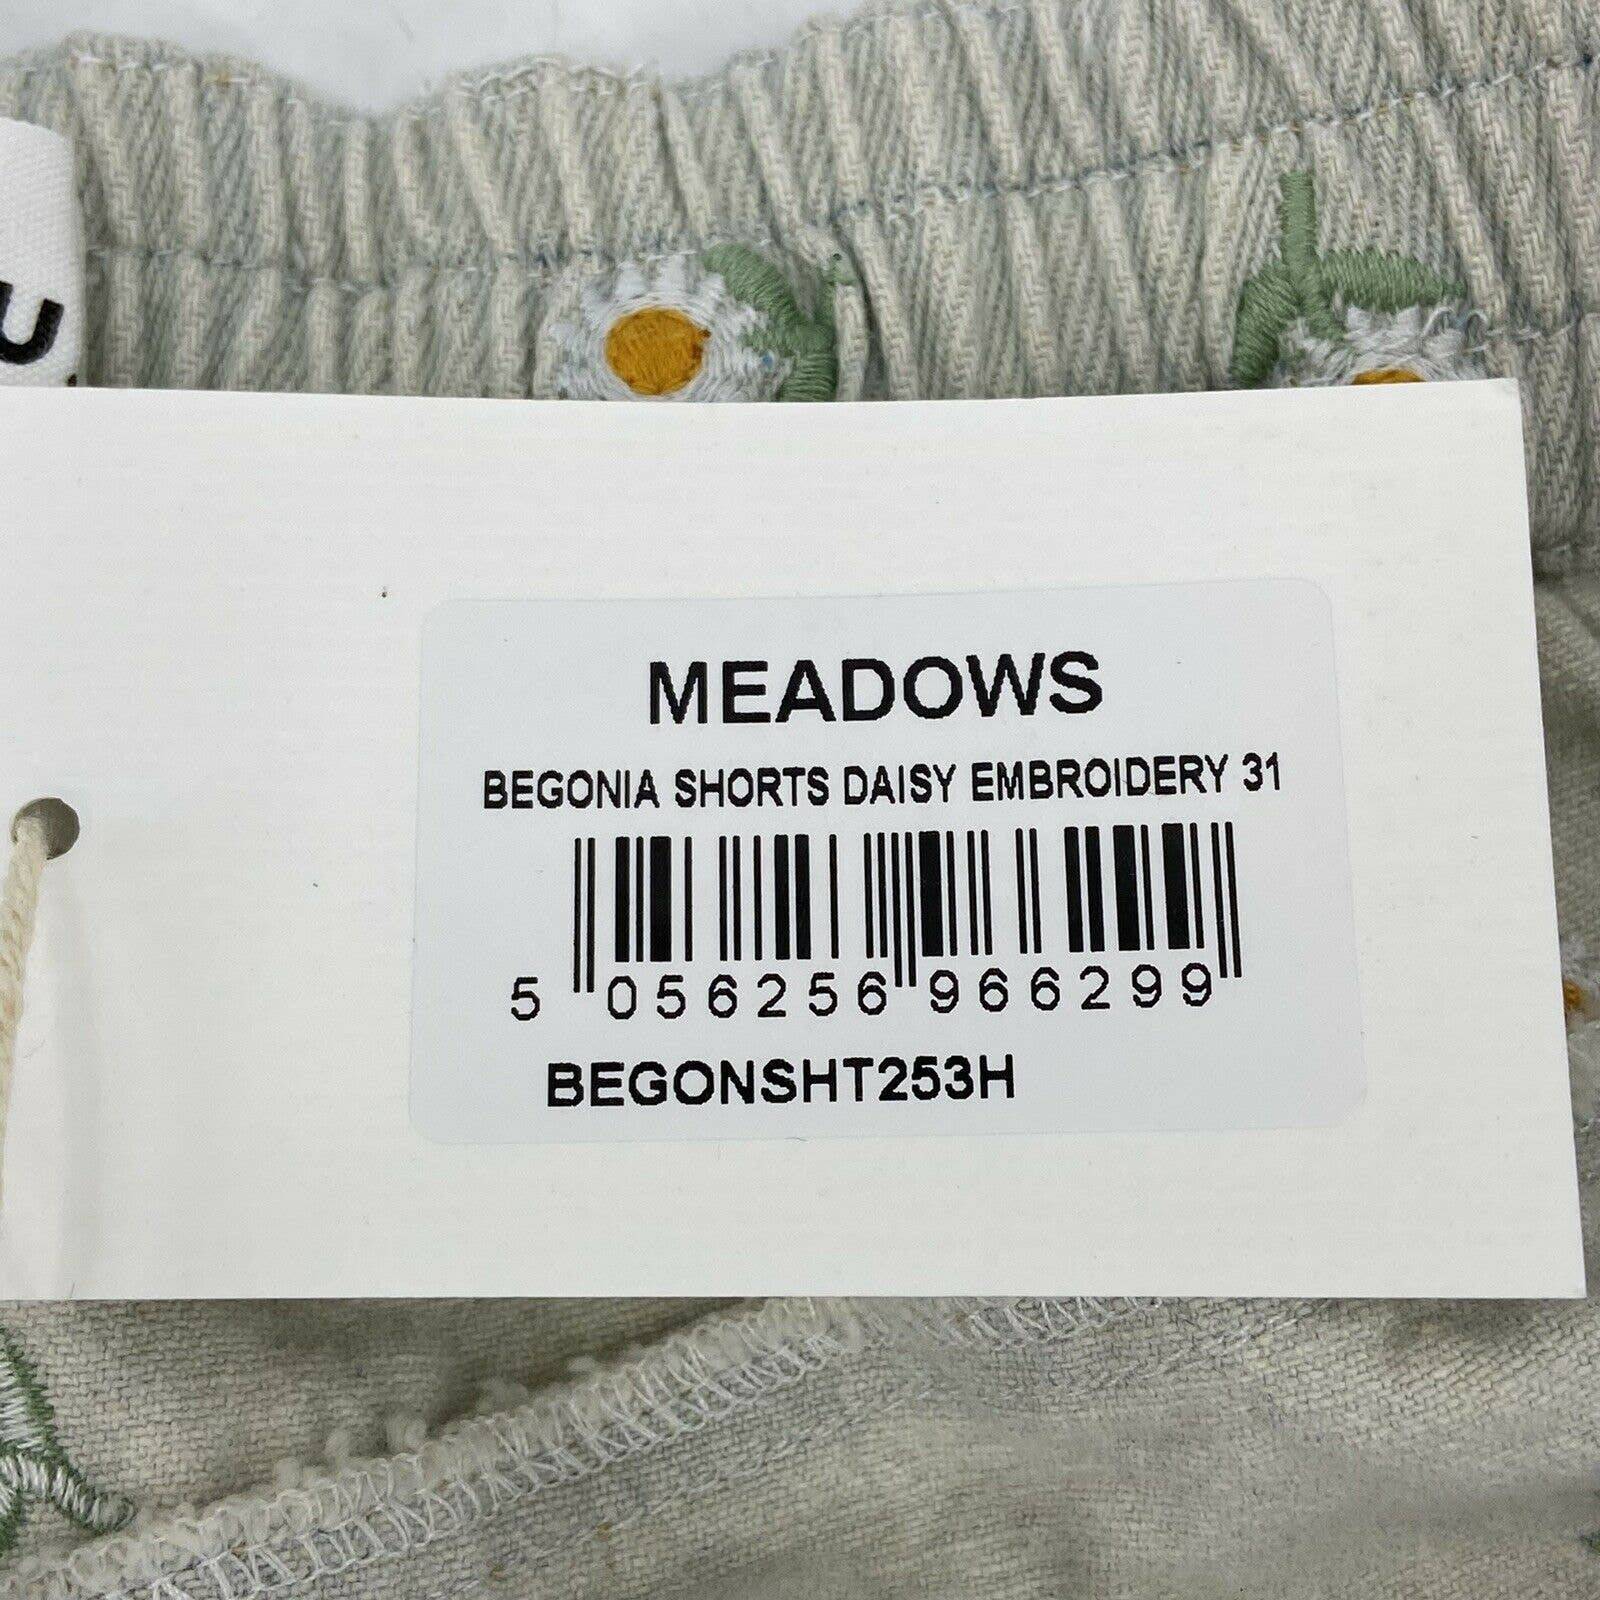 MEADOWS
BEGONIA SHORTS DAISY EMBROIDERY 31
5 056256 966299
BEGONSHT253H